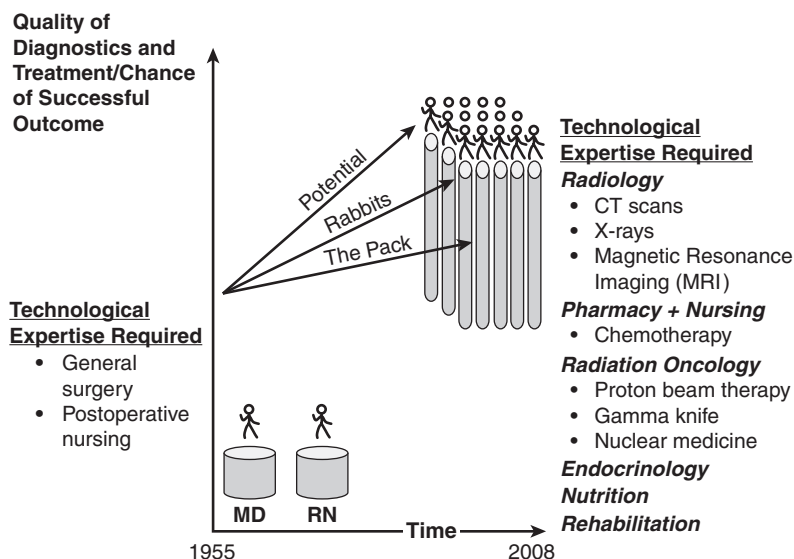 Quality of
Diagnostics and
Treatment/Chance
of Successful
Outcome
Potential
Rabbits
The Pack
Technological
Expertise Required
• General
surgery
• Postoperative
nursing
MD
RN
Time
1955
2008
Technological
Expertise Required
Radiology
• CT scans
• X-rays
• Magnetic Resonance
Imaging (MRI)
Pharmacy + Nursing
• Chemotherapy
Radiation Oncology
• Proton beam therapy
• Gamma knife
• Nuclear medicine
Endocrinology
Nutrition
Rehabilitation